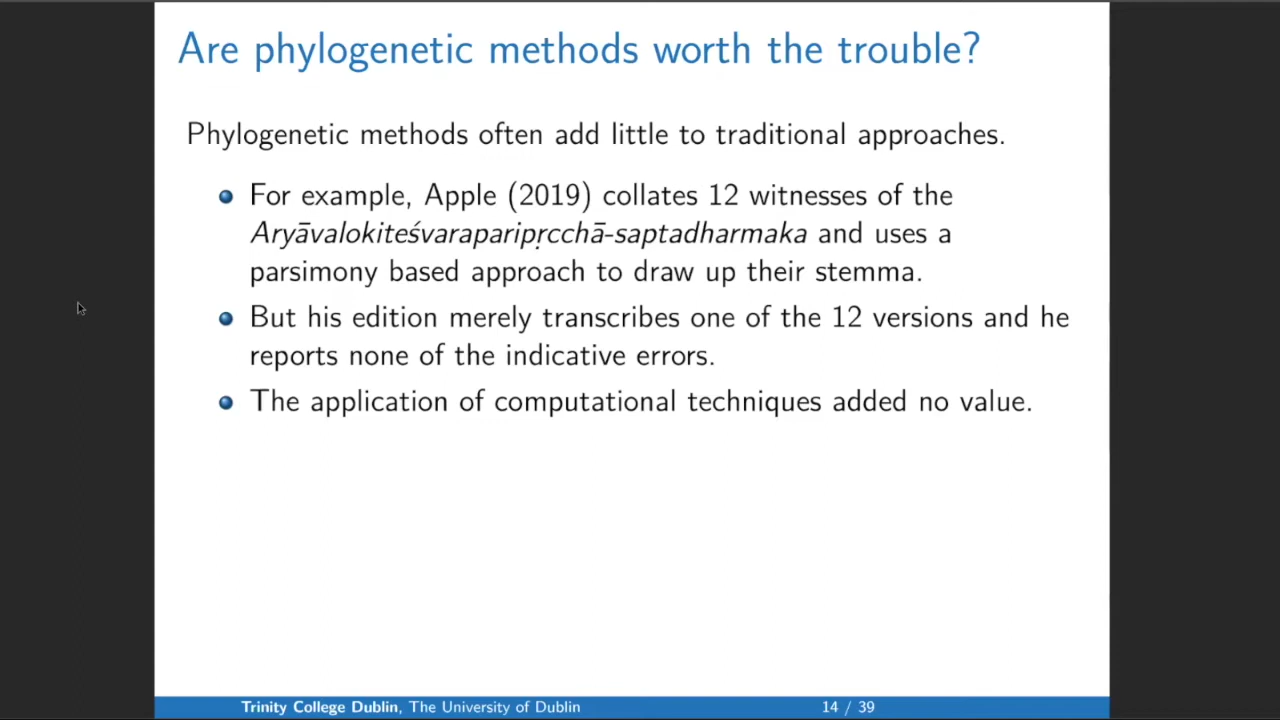 Are phylogenetic methods worth the trouble?
Phylogenetic methods often add little to traditional approaches.
For example, Apple (2019) collates 12 witnesses of the
Aryāvalokiteśvaraparipṛcchā-saptadharmaka and uses a
parsimony based approach to draw up their stemma.
But his edition merely transcribes one of the 12 versions and he
reports none of the indicative errors.
The application of computational techniques added no value.
Trinity College Dublin, The University of Dublin 14 / 39